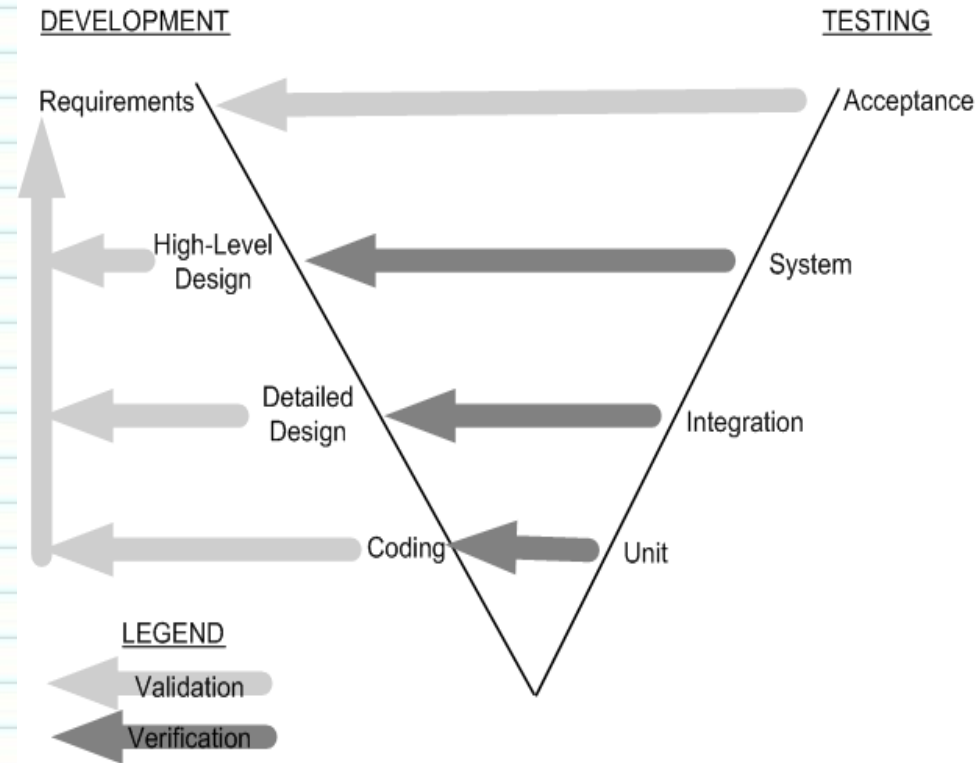 DEVELOPMENT
TESTING
Requirements
Acceptance
High-Level
Design
System
Detailed
Design
Integration
Coding
Unit
LEGEND
Validation
Verification